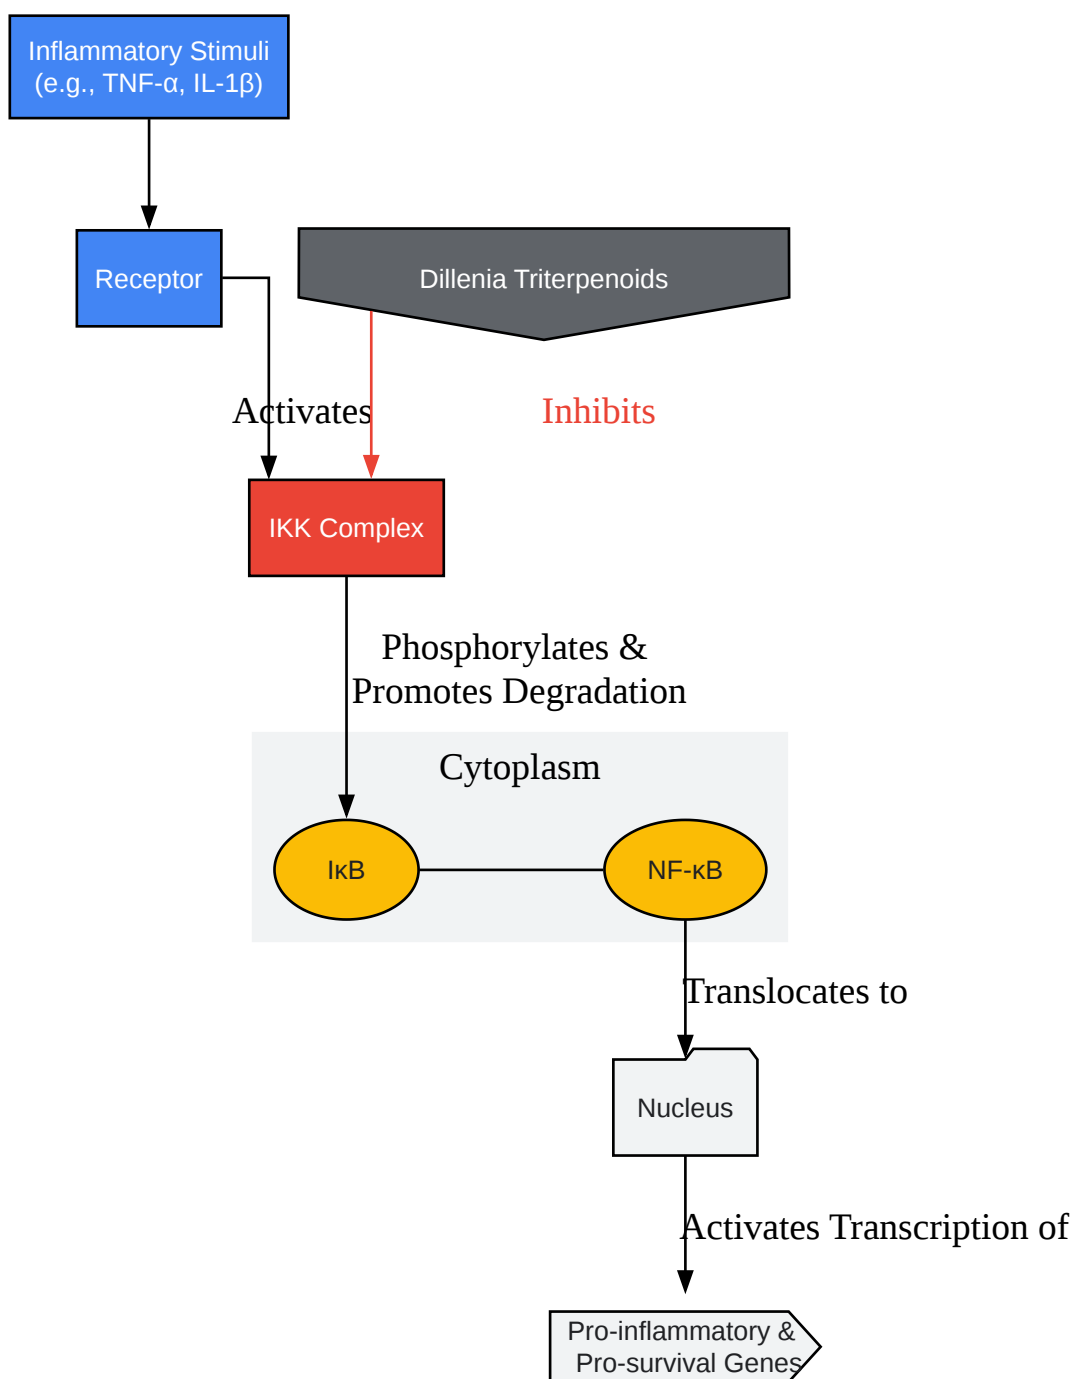 Inflammatory Stimuli
(e.g., TNF-α, IL-1β)
Receptor
Dillenia Triterpenoids
Activates
Inhibits
IKK Complex
Phosphorylates &
Promotes Degradation
Cytoplasm
IκB
NF-κB
Translocates to
Nucleus
Activates Transcription of
Pro-inflammatory &
Pro-survival Genes